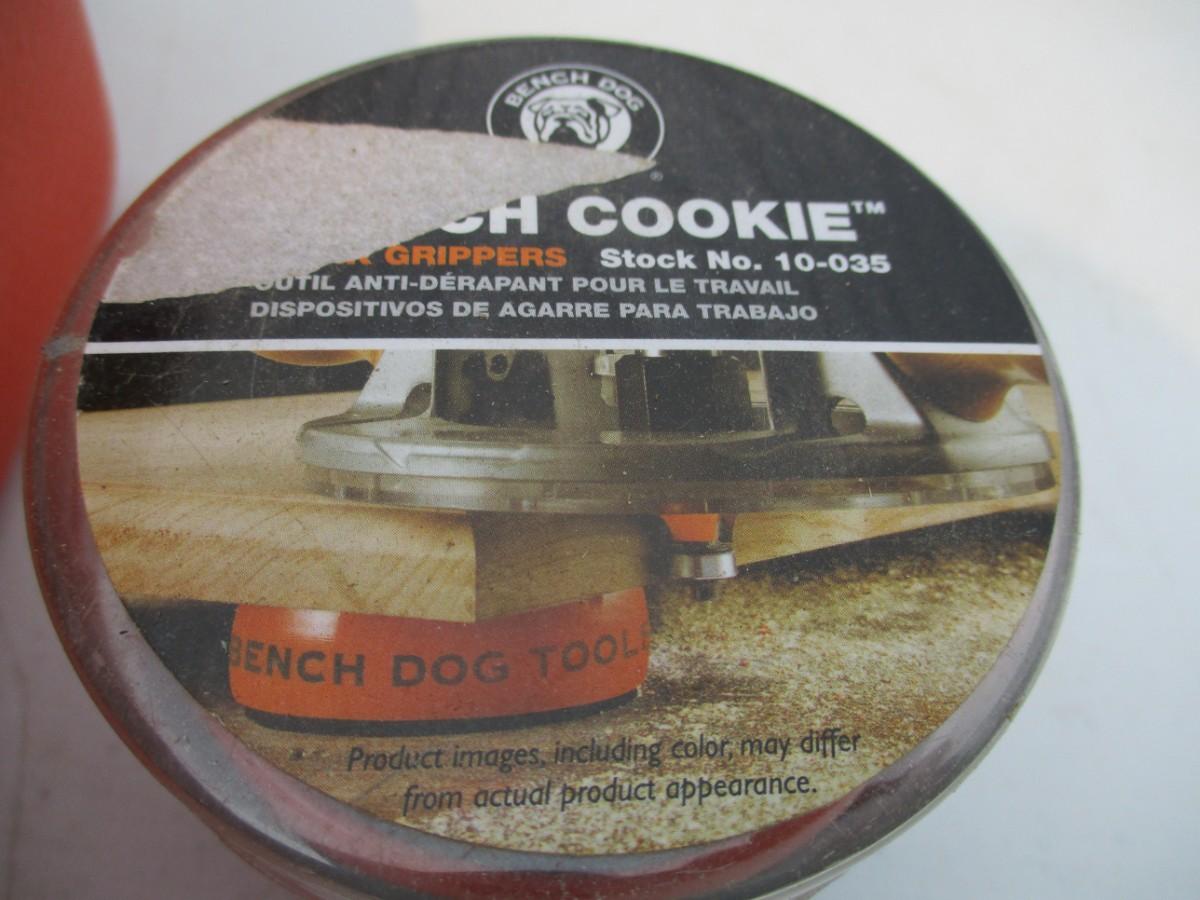 BENCH DOG
®
CH COOKIE™
R GRIPPERS Stock No. 10-035
OUTIL ANTI-DÉRAPANT POUR LE TRAVAIL
DISPOSITIVOS DE AGARRE PARA TRABAJO
BENCH DOG TOOL
Product images, including color, may differ
from actual product appearance.